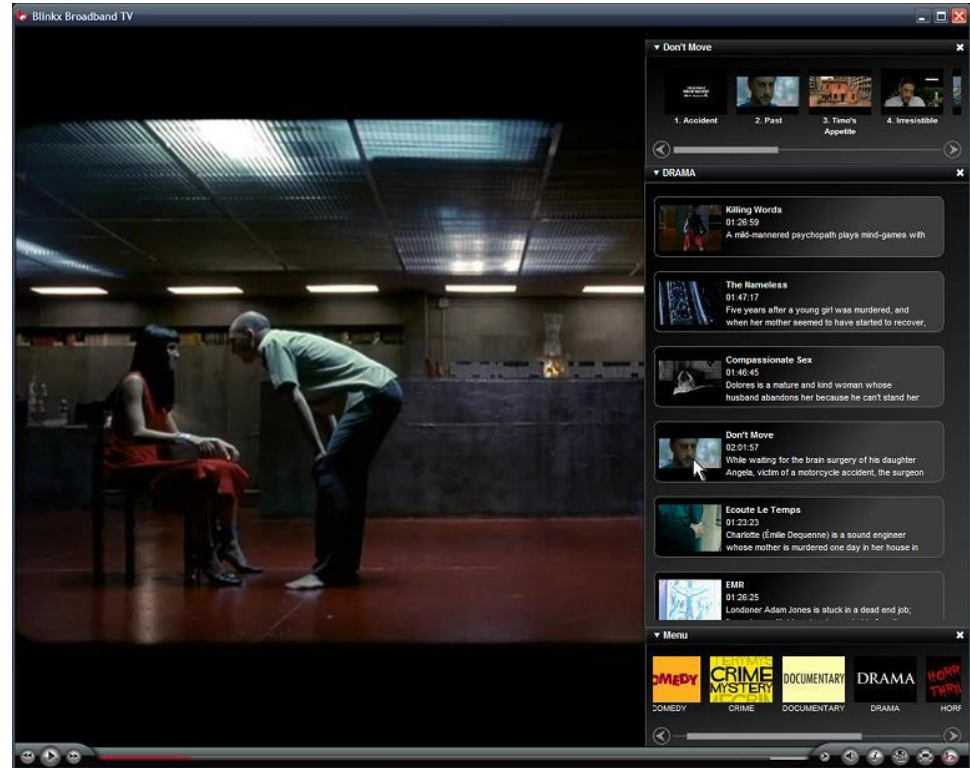 Blinkx Broadband TV
Don't Move
1. Accident
2. Past
3. Timo's
Appetite
4. Irresistible
DRAMA
Killing Words
01:26:59
A mild-mannered psychopath plays mind-games with
The Nameless
01:47:17
Five years after a young girl was murdered, and
when her mother seemed to have started to recover,
Compassionate Sex
01:46:45
Dolores is a mature and kind woman whose
husband abandons her because he can't stand her
Don't Move
02:01:57
While waiting for the brain surgery of his daughter
Angela, victim of a motorcycle accident, the surgeon
Ecoute Le Temps
01:23:23
Charlotte (Émilie Dequenne) is a sound engineer
whose mother is murdered one day in her house in
EMR
01:26:25
Londoner Adam Jones is stuck in a dead end job;
Menu
OMEDY
CRIME
MYSTERY
DOCUMENTARY
DRAMA
HORR
THRI
COMEDY
CRIME
DOCUMENTARY
DRAMA
HORF